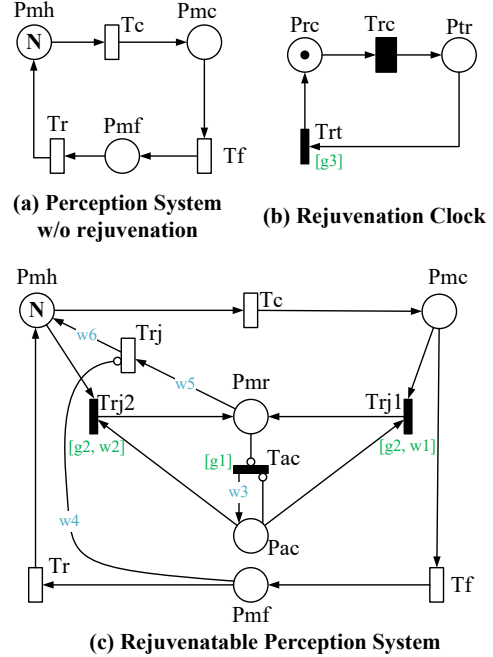 Pmh
Tc
Pmc
N
Tr
Pmf
Tf
(a) Perception System
w/o rejuvenation
Prc
Trc
Ptr
Trt
[g3]
(b) Rejuvenation Clock
Pmh
Tc
Pmc
N
w6
Trj
w5
Pmr
Trj2
Trj1
[g2, w2]
[g1]
Tac
[g2, w1]
w3
w4
Pac
Tr
Tf
Pmf
(c) Rejuvenatable Perception System